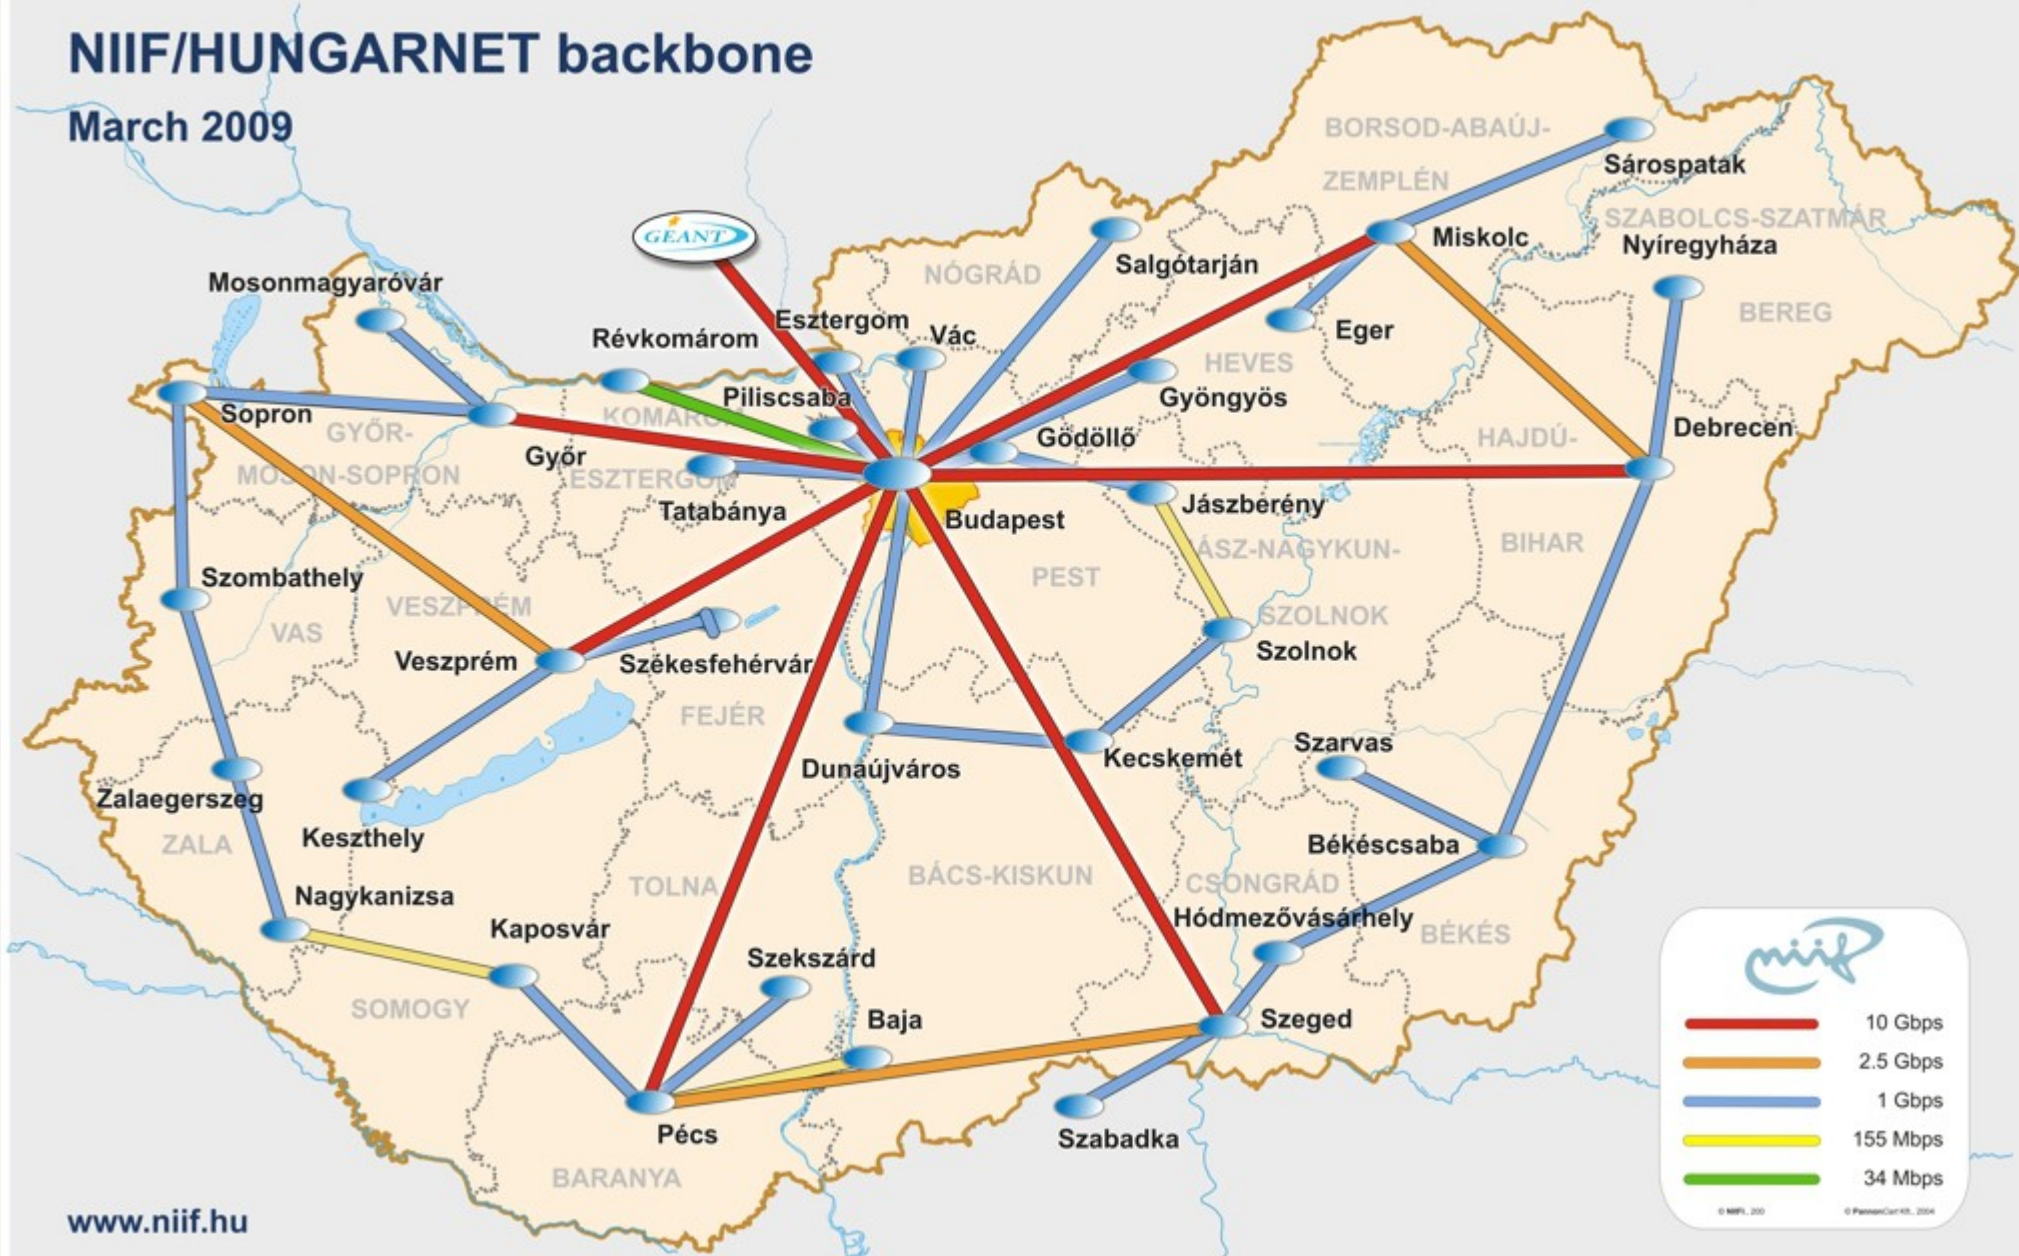 NIIF/HUNGARNET backbone
March 2009
BORSOD-ABAÚJ-
ZEMPLÉN
Sárospatak
SZABOLCS-SZATMÁR
BEREG
Nyíregyháza
Miskolc
GEANT
Salgótarján
NÓGRÁD
Mosonmagyaróvár
Esztergom
Vác
Révkomárom
Eger
HEVES
Piliscsaba
Gyöngyös
Sopron
GYŐR-
MOSON-SOPRON
KOMÁROM
ESZTERGOM
Győr
Gödöllő
HAJDÚ-
BIHAR
Debrecen
Tatabánya
Budapest
Jászberény
JÁSZ-NAGYKUN-
SZOLNOK
PEST
Szombathely
VAS
VESZPRÉM
Veszprém
Székesfehérvár
Szolnok
FEJÉR
Dunaújváros
Kecskemét
Szarvas
Zalaegerszeg
ZALA
Keszthely
Békéscsaba
TOLNA
BÁCS-KISKUN
CSONGRÁD
Nagykanizsa
Kaposvár
Hódmezővásárhely
BÉKÉS
Szekszárd
SOMOGY
Baja
Szeged
Pécs
Szabadka
BARANYA
niif
10 Gbps
2.5 Gbps
1 Gbps
155 Mbps
34 Mbps
www.niif.hu